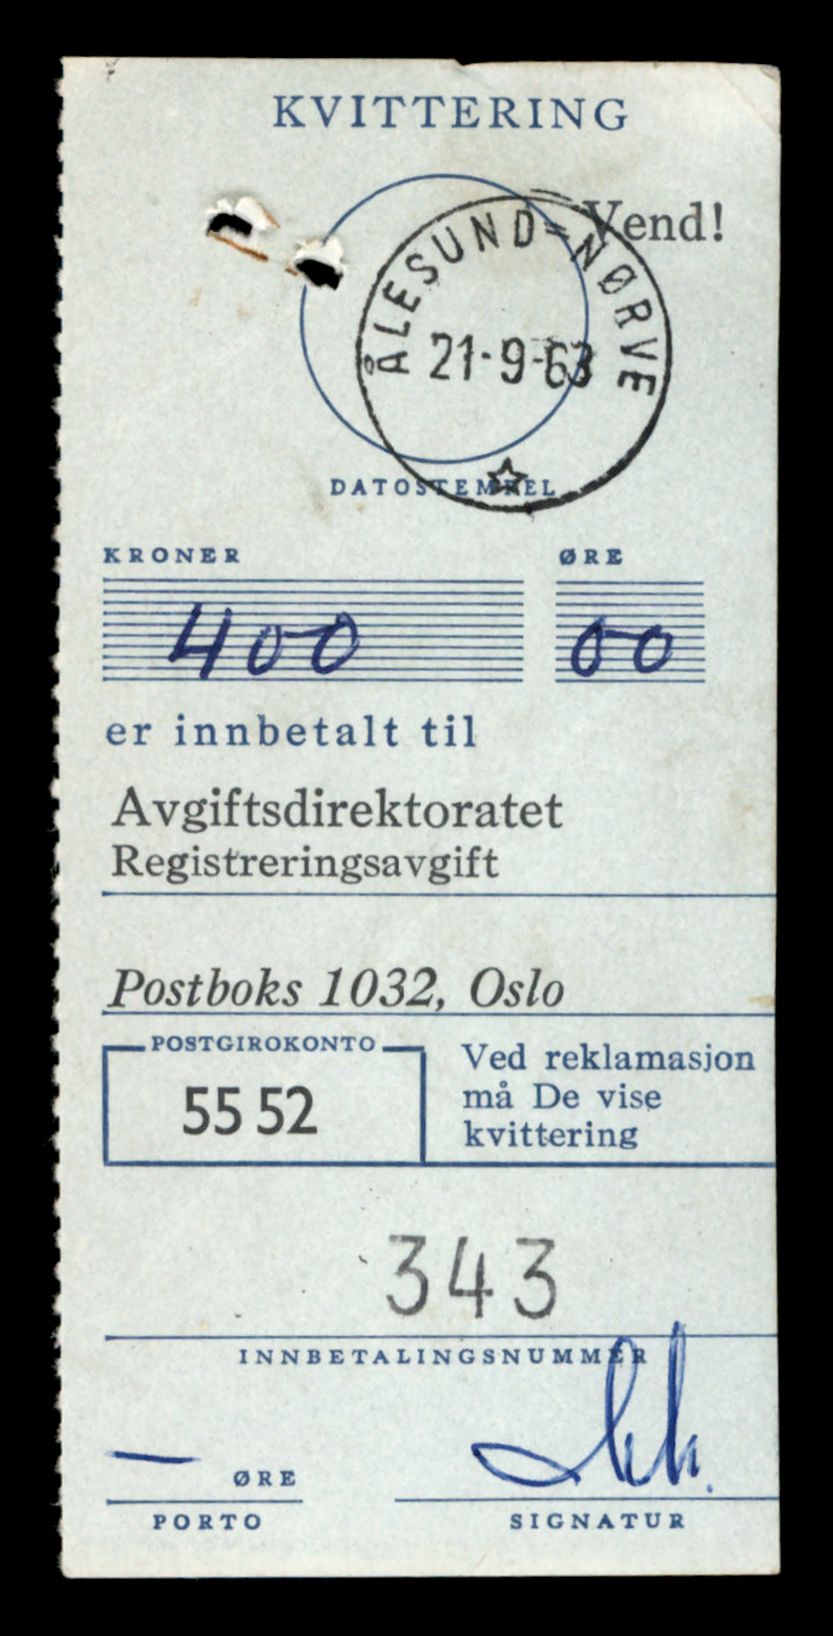 KVITTERING
Vend!
ÅLESUND=NØRVE
21-9-63
DATOSTEMPEL
KRONER ØRE
400 00
er innbetalt til
Avgiftsdirektoratet
Registreringsavgift
Postboks 1032, Oslo
POSTGIROKONTO
55 52
Ved reklamasjon
må De vise
kvittering
343
INNBETALINGSNUMMER
— ØRE
PORTO
SIGNATUR